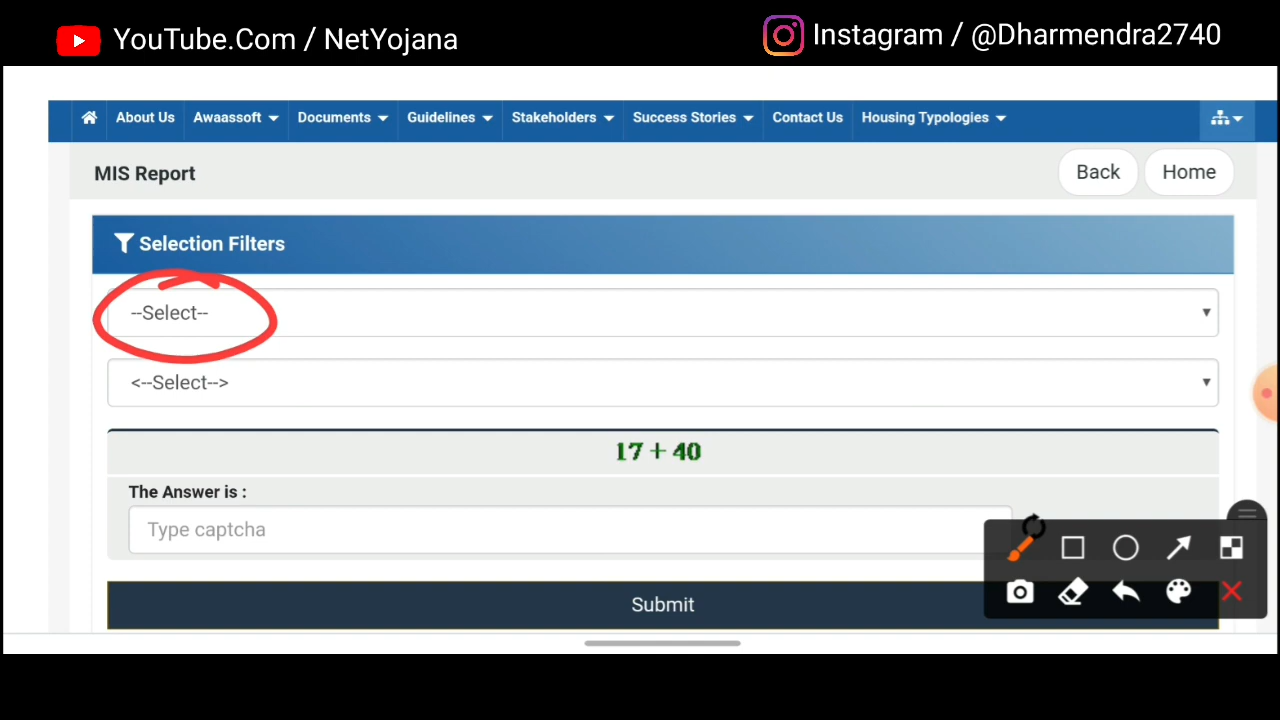 YouTube.Com / NetYojana
Instagram / @Dharmendra2740
About Us Awaassoft Documents Guidelines Stakeholders Success Stories Contact Us Housing Typologies
MIS Report
Back Home
Selection Filters
--Select--
<--Select-->
17 + 40
The Answer is :
Type captcha
Submit